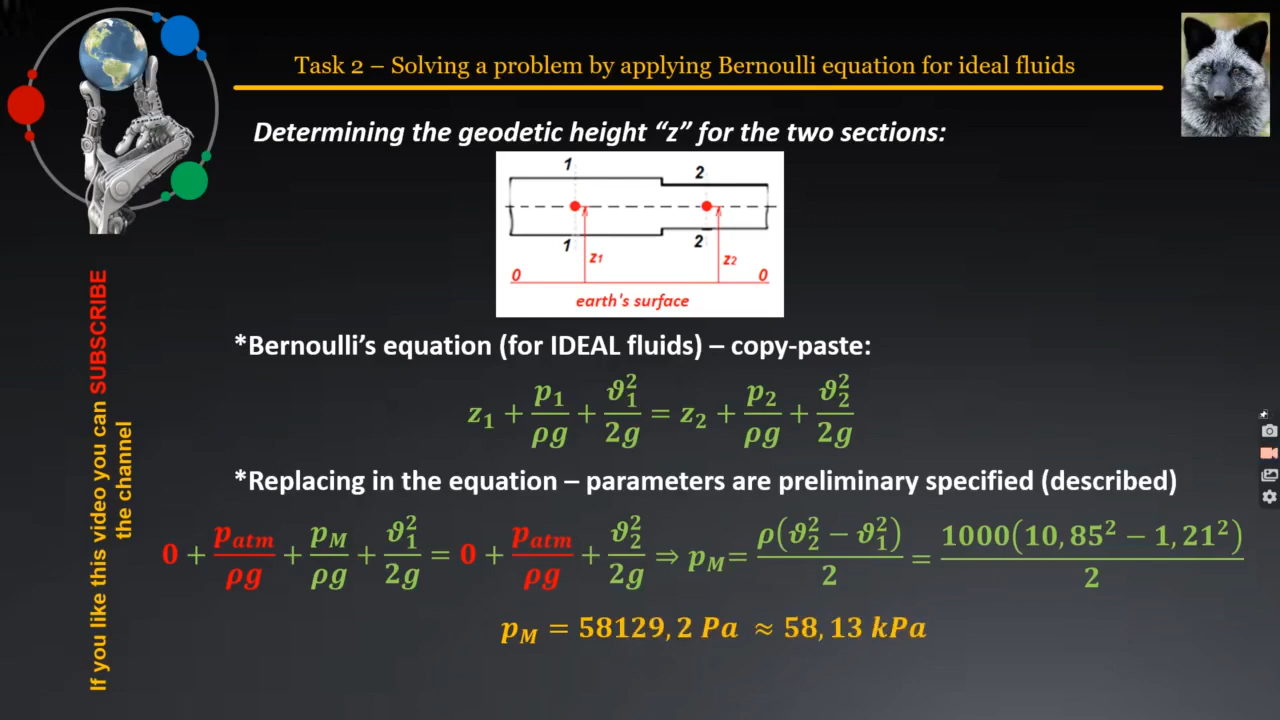 Task 2 – Solving a problem by applying Bernoulli equation for ideal fluids
Determining the geodetic height “z” for the two sections:
1 2
1 2
z₁ z₂
0 0
earth's surface
*Bernoulli’s equation (for IDEAL fluids) – copy-paste:
z₁ + p₁/ρg + ϑ₁²/2g = z₂ + p₂/ρg + ϑ₂²/2g
*Replacing in the equation – parameters are preliminary specified (described)
0 + pₐₜₘ/ρg + p_M/ρg + ϑ₁²/2g = 0 + pₐₜₘ/ρg + ϑ₂²/2g ⇒ p_M = ρ(ϑ₂² − ϑ₁²)/2 = 1000(10,85² − 1,21²)/2
p_M = 58129,2 Pa ≈ 58,13 kPa
If you like this video you can SUBSCRIBE
the channel